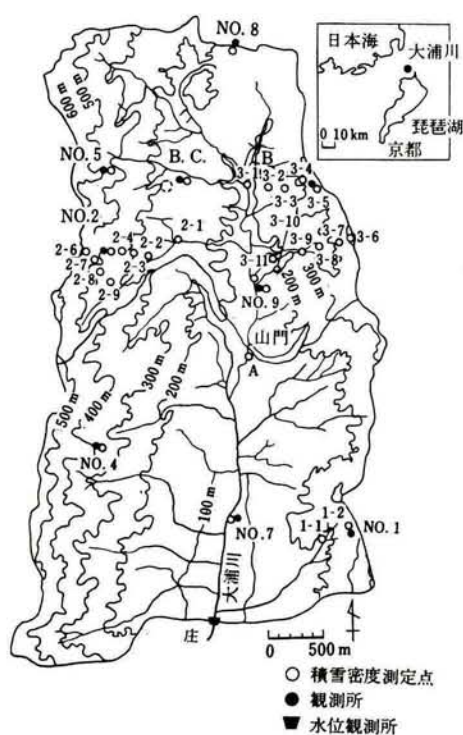 NO. 8
日本海
大浦川
琵琶湖
京都
0 10km
600 m
500 m
NO. 5
B. C.
B
3-1
3-2
3-4
3-3
3-5
NO. 2
3-10
2-1
3-9
3-7
3-6
2-6
2-4
2-2
3-8
2-7
2-3
3-11
2-8
200 m
300 m
2-9
NO. 9
山門
A
300 m
200 m
500 m
400 m
NO. 4
100 m
1-2
NO. 7
1-1
NO. 1
大浦川
庄
0 500 m
○ 積雪密度測定点
● 観測所
水位観測所